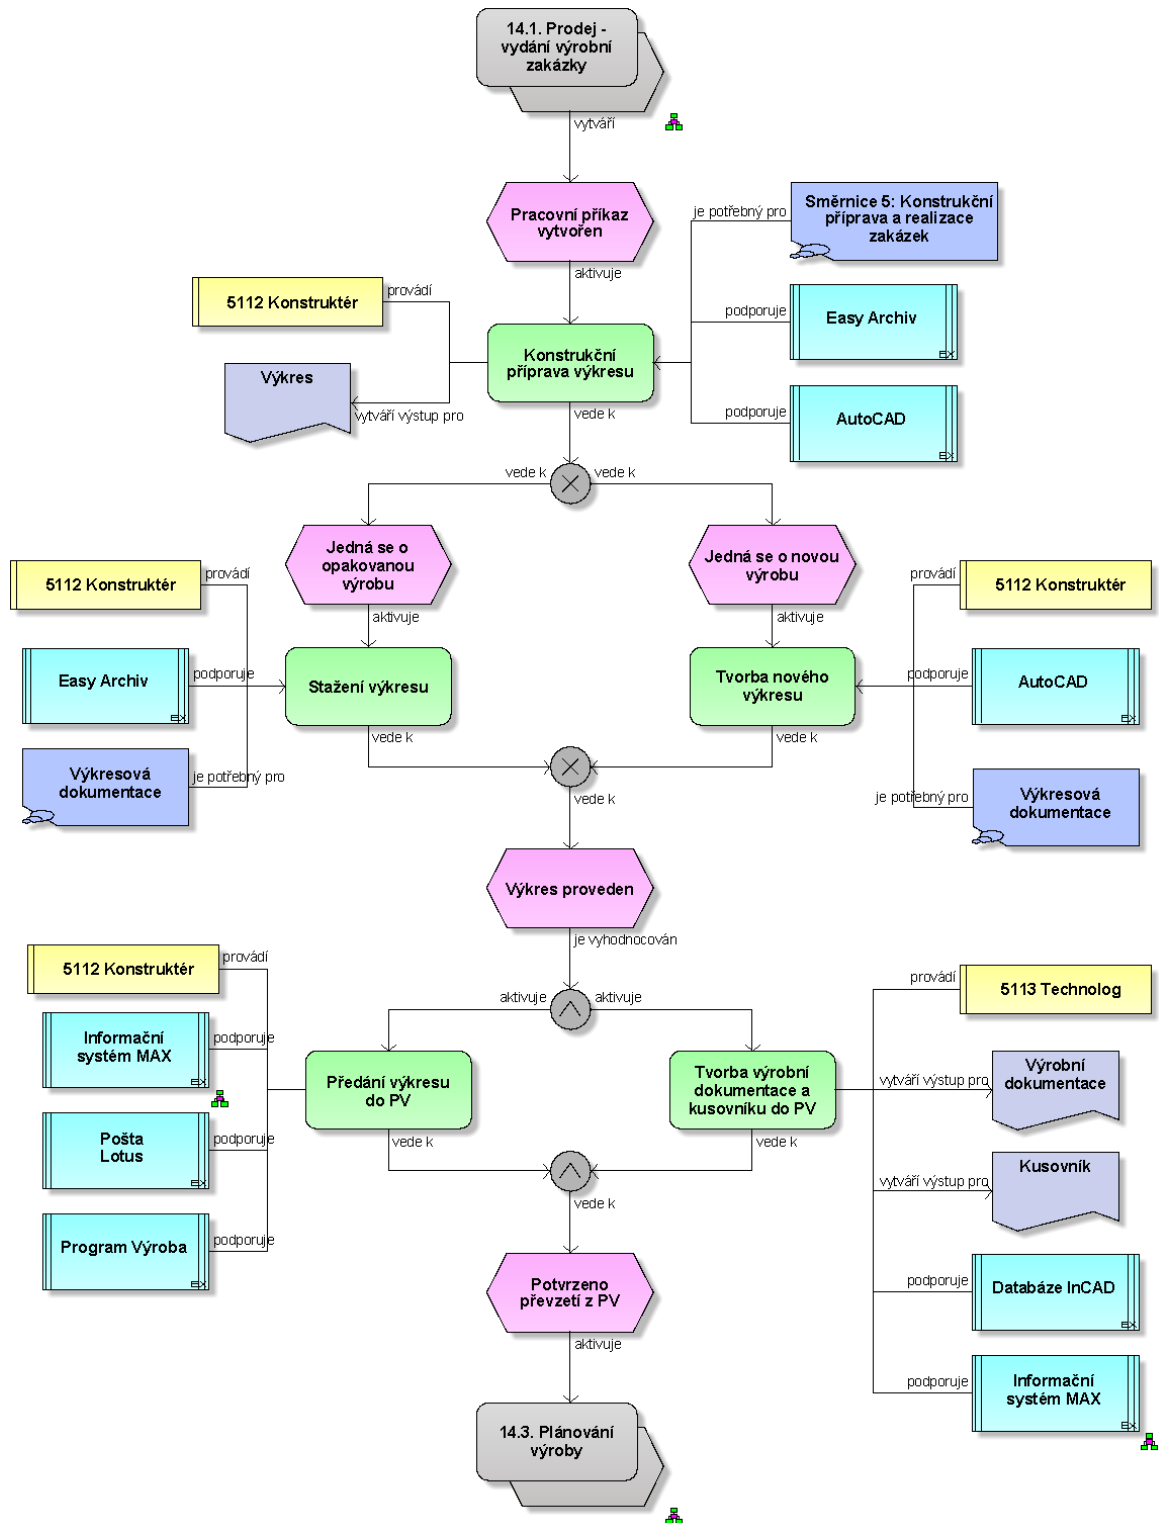 14.1. Prodej -
vydání výrobní
zakázky
vytváří
Pracovní příkaz
vytvořen
je potřebný pro
Směrnice 5: Konstrukční
příprava a realizace
zakázek
aktivuje
5112 Konstruktér
provádí
podporuje
Easy Archiv
Konstrukční
příprava výkresu
Výkres
vytváří výstup pro
vede k
podporuje
AutoCAD
vede k
vede k
Jedná se o
opakovanou
výrobu
Jedná se o novou
výrobu
5112 Konstruktér
provádí
aktivuje
aktivuje
provádí
5112 Konstruktér
Easy Archiv
podporuje
Stažení výkresu
Tvorba nového
výkresu
podporuje
AutoCAD
vede k
vede k
Výkresová
dokumentace
je potřebný pro
vede k
je potřebný pro
Výkresová
dokumentace
Výkres proveden
je vyhodnocován
5112 Konstruktér
provádí
aktivuje
aktivuje
provádí
5113 Technolog
Informační
systém MAX
podporuje
Předání výkresu
do PV
Tvorba výrobní
dokumentace a
kusovníku do PV
vytváří výstup pro
Výrobní
dokumentace
Pošta
Lotus
podporuje
vede k
vede k
vytváří výstup pro
Kusovník
vede k
Program Výroba
podporuje
Potvrzeno
převzetí z PV
podporuje
Databáze InCAD
aktivuje
podporuje
Informační
systém MAX
14.3. Plánování
výroby